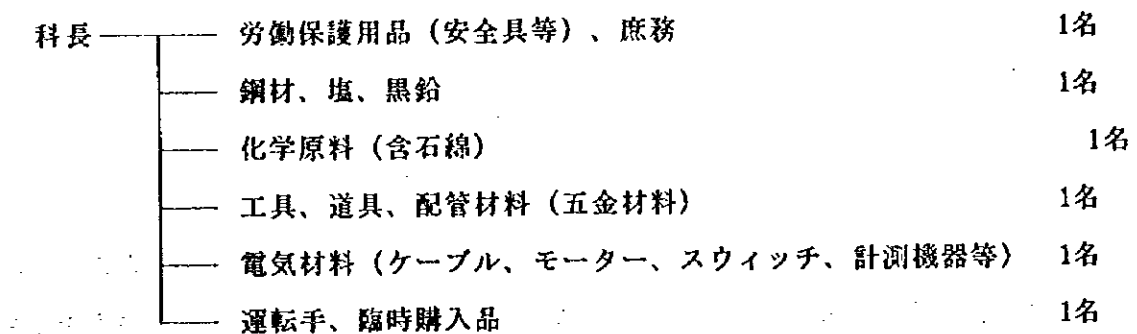 科長 労働保護用品（安全具等）、庶務 1名
鋼材、塩、黒鉛 1名
化学原料（含石綿） 1名
工具、道具、配管材料（五金材料） 1名
電気材料（ケーブル、モーター、スウィッチ、計測機器等） 1名
運転手、臨時購入品 1名